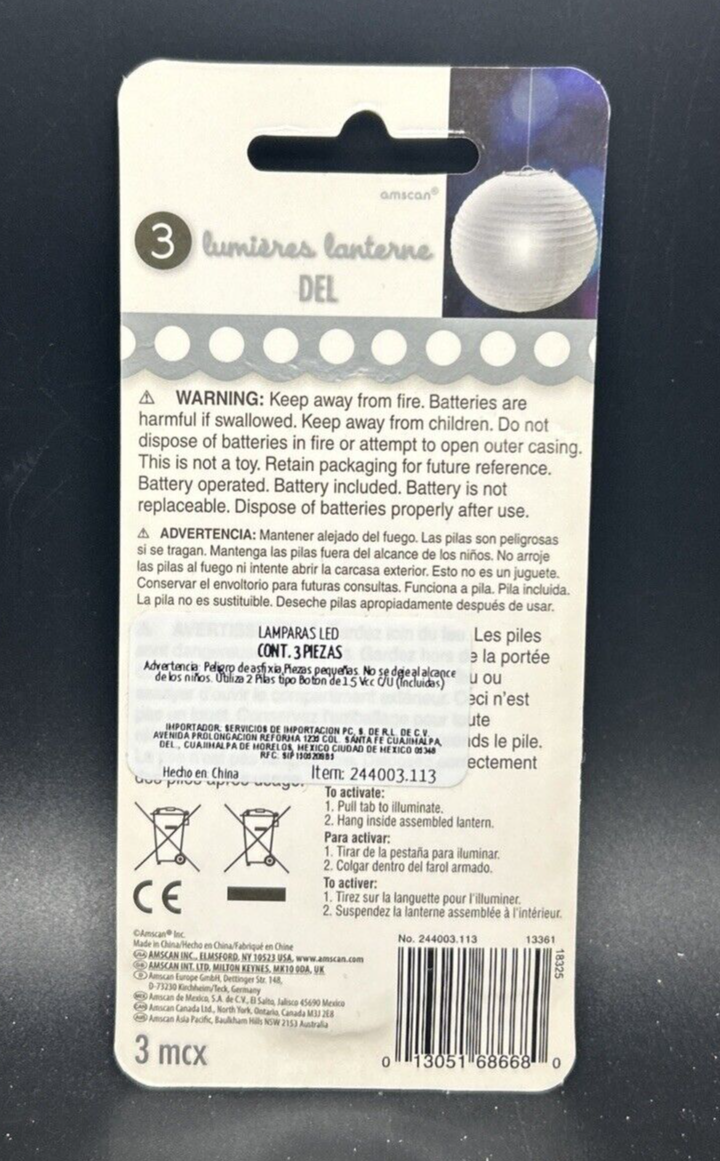 amscan®
3 lumières lanterne
DEL
⚠ WARNING: Keep away from fire. Batteries are
harmful if swallowed. Keep away from children. Do not
dispose of batteries in fire or attempt to open outer casing.
This is not a toy. Retain packaging for future reference.
Battery operated. Battery included. Battery is not
replaceable. Dispose of batteries properly after use.
⚠ ADVERTENCIA: Mantener alejado del fuego. Las pilas son peligrosas
si se tragan. Mantenga las pilas fuera del alcance de los niños. No arroje
las pilas al fuego ni intente abrir la carcasa exterior. Esto no es un juguete.
Conservar el envoltorio para futuras consultas. Funciona a pila. Pila incluida.
La pila no es sustituible. Deseche pilas apropiadamente después de usar.
Les piles
e la portée
u ou
eci n'est
ute
ds le pile.
ectement
LAMPARAS LED
CONT. 3 PIEZAS
Advertencia: Peligro de asfixia, Piezas pequeñas. No se deje al alcance
de los niños. Utiliza 2 Pilas tipo Boton de 1.5 Vcc C/U (Incluidas)
IMPORTADOR: SERVICIOS DE IMPORTACION PC, S. DE R.L. DE C.V.
AVENIDA PROLONGACION REFORMA 1235 COL. SANTA FE CUAJIMALPA,
DEL., CUAJIMALPA DE MORELOS, MEXICO CIUDAD DE MEXICO 05348
RFC.
Hecho en China Item: 244003.113
To activate:
1. Pull tab to illuminate.
2. Hang inside assembled lantern.
Para activar:
1. Tirar de la pestaña para iluminar.
2. Colgar dentro del farol armado.
To activer:
1. Tirez sur la languette pour l'illuminer.
2. Suspendez la lanterne assemblée à l'intérieur.
CE
©Amscan® Inc.
Made in China/Hecho en China/Fabriqué en Chine
AMSCAN INC., ELMSFORD, NY 10523 USA, www.amscan.com
AMSCAN INT. LTD, MILTON KEYNES, MK10 0DA, UK
Amscan Europe GmbH, Dettinger Str. 148,
D-73230 Kirchheim/Teck, Germany
Amscan de Mexico, S.A. de C.V., El Salto, Jalisco 45690 Mexico
Amscan Canada Ltd., North York, Ontario, Canada M3J 2E8
Amscan Asia Pacific, Baulkham Hills NSW 2153 Australia
3 mcx
No. 244003.113 13361
18325
0 13051 68668 0